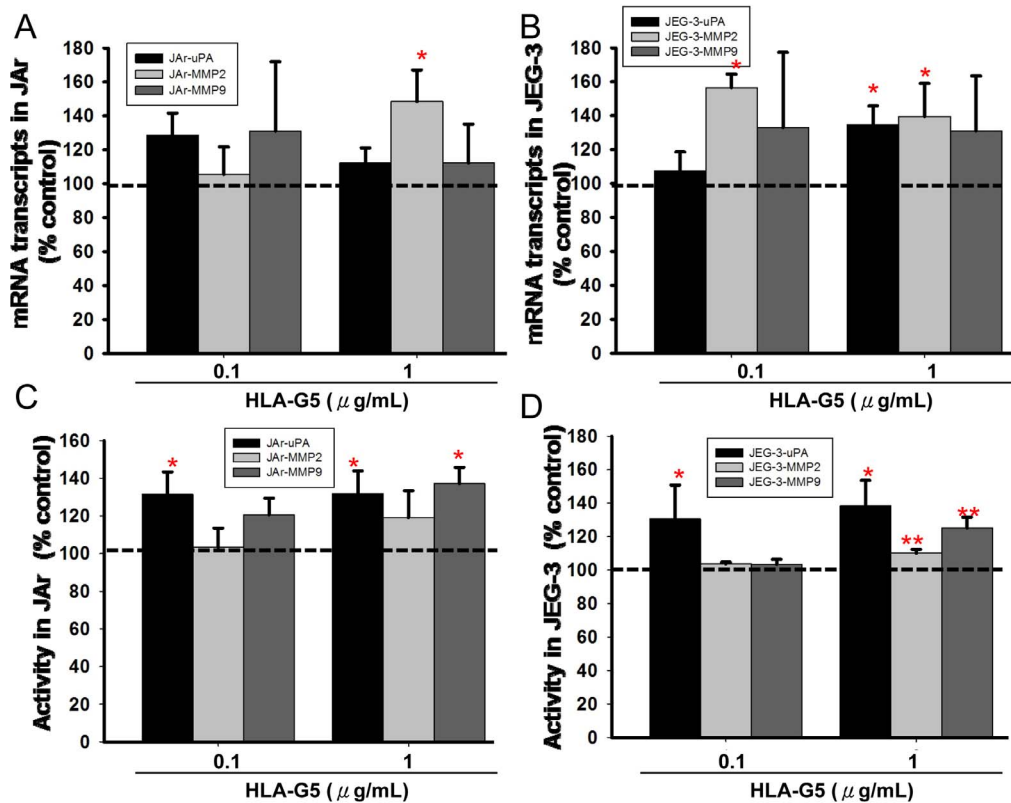 A
mRNA transcripts in JAr
(% control)
180
160
140
120
100
80
60
40
20
0
JAr-uPA
JAr-MMP2
JAr-MMP9
*
0.1 1
HLA-G5 ( μ g/mL)
B
mRNA transcripts in JEG-3
(% control)
180
160
140
120
100
80
60
40
20
0
JEG-3-uPA
JEG-3-MMP2
JEG-3-MMP9
* * *
0.1 1
HLA-G5 ( μ g/mL)
C
Activity in JAr (% control)
160
140
120
100
80
60
40
20
0
JAr-uPA
JAr-MMP2
JAr-MMP9
* * *
0.1 1
HLA-G5 ( μ g/mL)
D
Activity in JEG-3 (% control)
180
160
140
120
100
80
60
40
20
0
JEG-3-uPA
JEG-3-MMP2
JEG-3-MMP9
* * ** **
0.1 1
HLA-G5 ( μ g/mL)